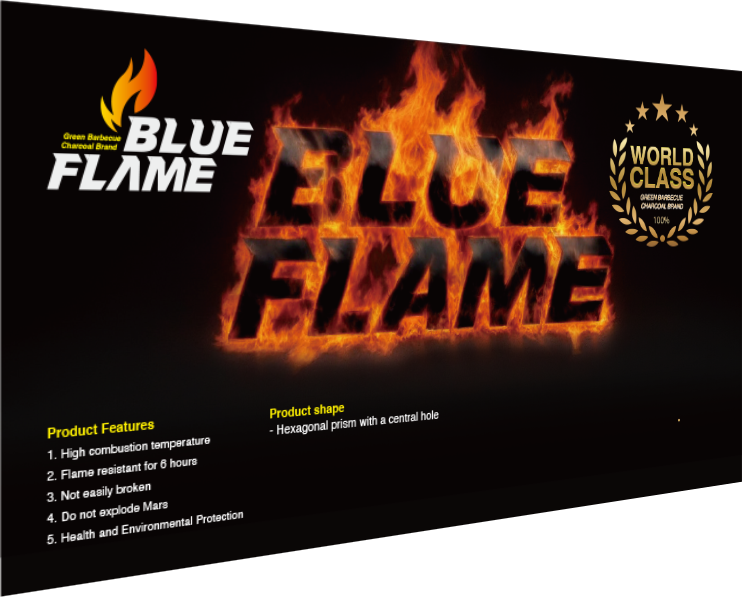 Green Barbecue
Charcoal Brand
BLUE
FLAME
BLUE
FLAME
WORLD
CLASS
GREEN BARBECUE
CHARCOAL BRAND
100%
Product Features
1. High combustion temperature
2. Flame resistant for 6 hours
3. Not easily broken
4. Do not explode Mars
5. Health and Environmental Protection
Product shape
- Hexagonal prism with a central hole